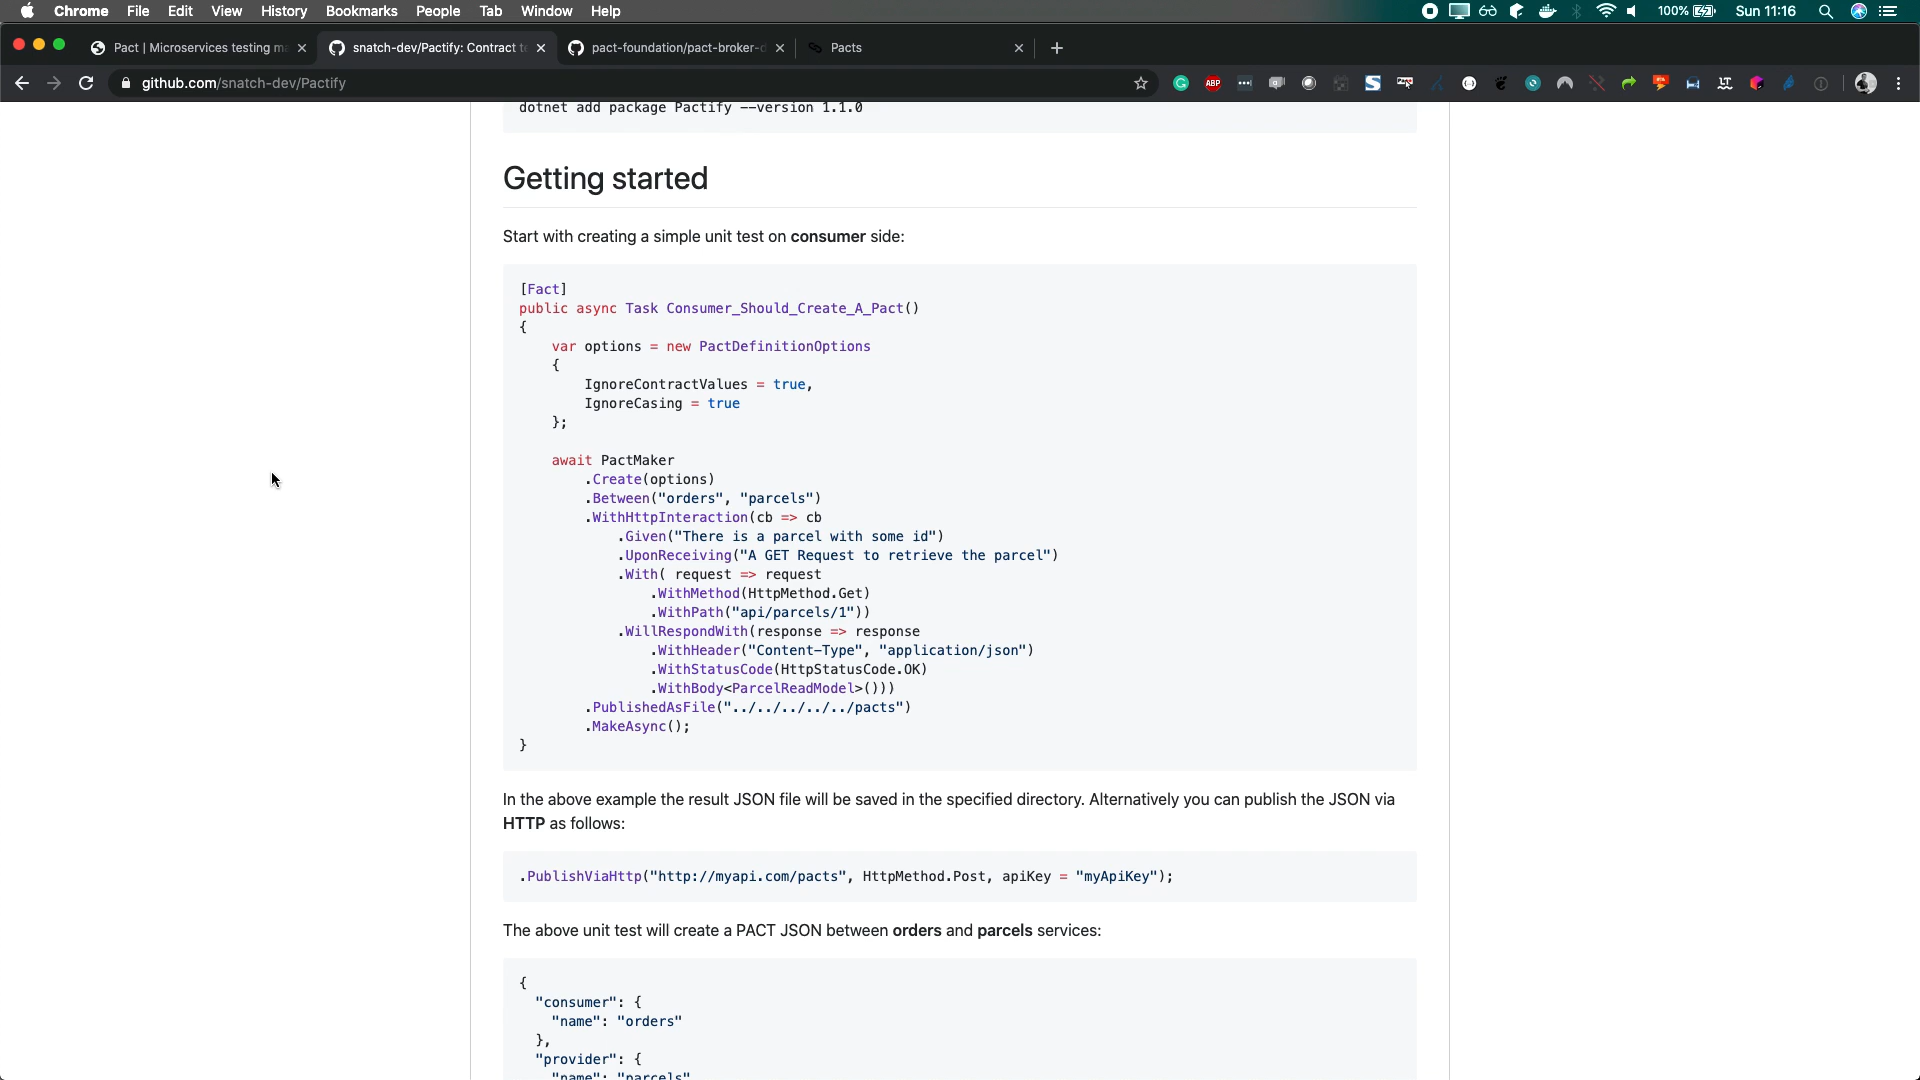 Chrome File Edit View History Bookmarks People Tab Window Help 100% Sun 11:16
Pact | Microservices testing ma snatch-dev/Pactify: Contract te pact-foundation/pact-broker-d Pacts
github.com/snatch-dev/Pactify
dotnet add package Pactify --version 1.1.0
Getting started
Start with creating a simple unit test on consumer side:
[Fact]
public async Task Consumer_Should_Create_A_Pact()
{
var options = new PactDefinitionOptions
{
IgnoreContractValues = true,
IgnoreCasing = true
};
await PactMaker
.Create(options)
.Between("orders", "parcels")
.WithHttpInteraction(cb => cb
.Given("There is a parcel with some id")
.UponReceiving("A GET Request to retrieve the parcel")
.With( request => request
.WithMethod(HttpMethod.Get)
.WithPath("api/parcels/1"))
.WillRespondWith(response => response
.WithHeader("Content-Type", "application/json")
.WithStatusCode(HttpStatusCode.OK)
.WithBody<ParcelReadModel>()))
.PublishedAsFile("../../../../../pacts")
.MakeAsync();
}
In the above example the result JSON file will be saved in the specified directory. Alternatively you can publish the JSON via
HTTP as follows:
.PublishViaHttp("http://myapi.com/pacts", HttpMethod.Post, apiKey = "myApiKey");
The above unit test will create a PACT JSON between orders and parcels services:
{
"consumer": {
"name": "orders"
},
"provider": {
"name": "parcels"